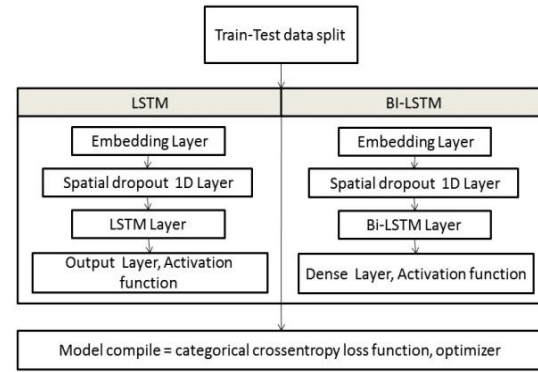 Train-Test data split
LSTM
BI-LSTM
Embedding Layer
Spatial dropout 1D Layer
LSTM Layer
Output Layer, Activation
function
Embedding Layer
Spatial dropout 1D Layer
Bi-LSTM Layer
Dense Layer, Activation function
Model compile = categorical crossentropy loss function, optimizer